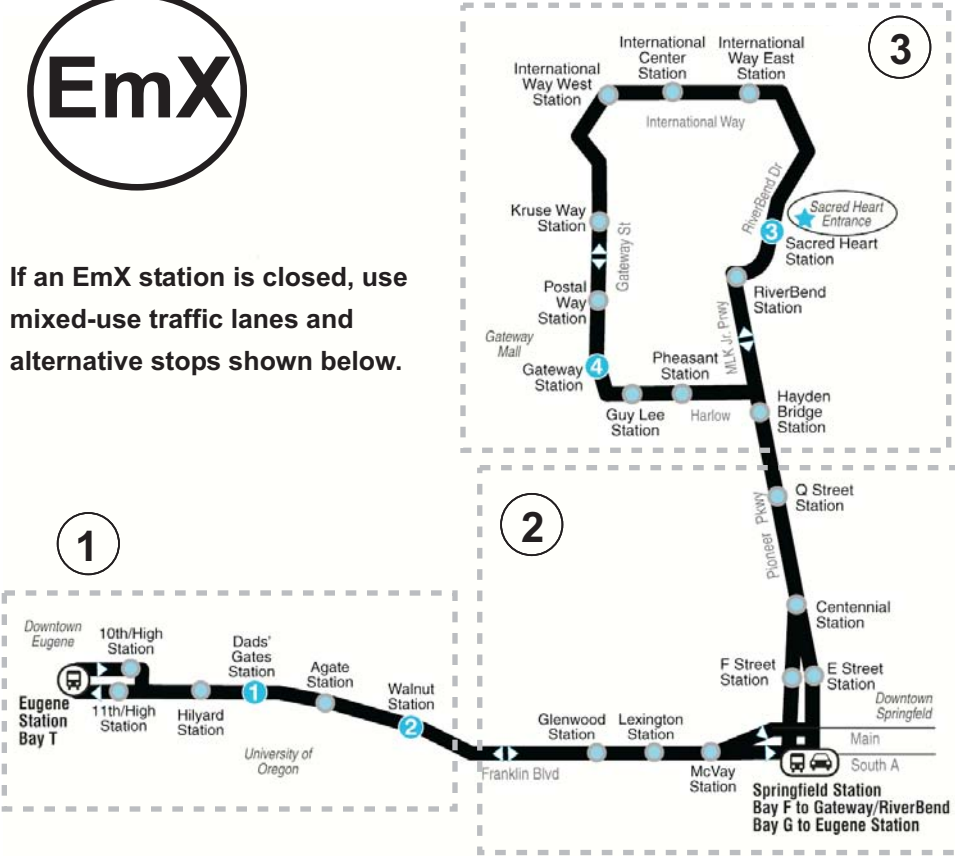 EmX
If an EmX station is closed, use
mixed-use traffic lanes and
alternative stops shown below.
3
International
Way West
Station
International
Center
Station
International
Way East
Station
International Way
RiverBend Dr
Sacred Heart
Entrance
3
Sacred Heart
Station
Kruse Way
Station
Gateway St
RiverBend
Station
Postal
Way
Station
MLK Jr. Prwy
Gateway
Mall
Gateway
Station
4
Pheasant
Station
Guy Lee
Station
Harlow
Hayden
Bridge
Station
2
Q Street
Station
Pioneer Pkwy
Centennial
Station
F Street
Station
E Street
Station
Downtown
Springfeld
Main
South A
Glenwood
Station
Lexington
Station
McVay
Station
Franklin Blvd
Springfield Station
Bay F to Gateway/RiverBend
Bay G to Eugene Station
1
Downtown
Eugene
10th/High
Station
Dads'
Gates
Station
1
Agate
Station
Walnut
Station
2
Eugene
Station
Bay T
11th/High
Station
Hilyard
Station
University of
Oregon